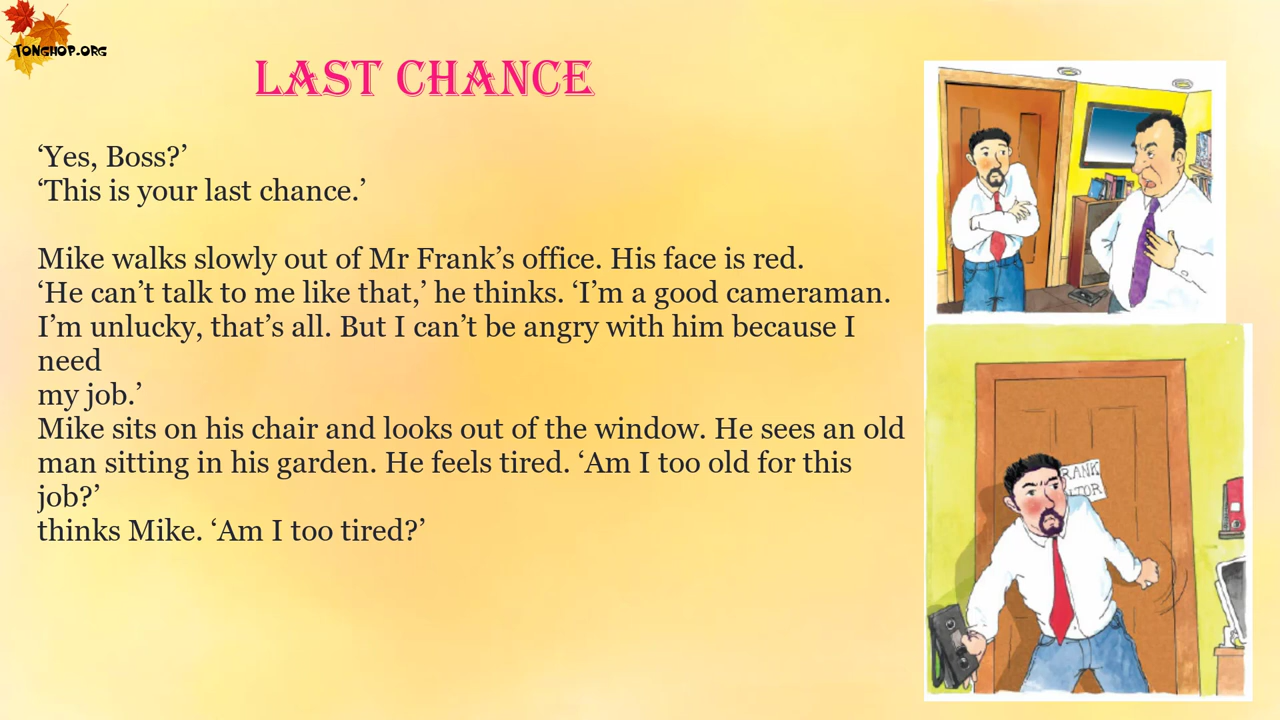 TONGHOP.ORG
LAST CHANCE
‘Yes, Boss?’
‘This is your last chance.’
Mike walks slowly out of Mr Frank’s office. His face is red.
‘He can’t talk to me like that,’ he thinks. ‘I’m a good cameraman.
I’m unlucky, that’s all. But I can’t be angry with him because I
need
my job.’
Mike sits on his chair and looks out of the window. He sees an old
man sitting in his garden. He feels tired. ‘Am I too old for this
job?’
thinks Mike. ‘Am I too tired?’
RANK
ITOR